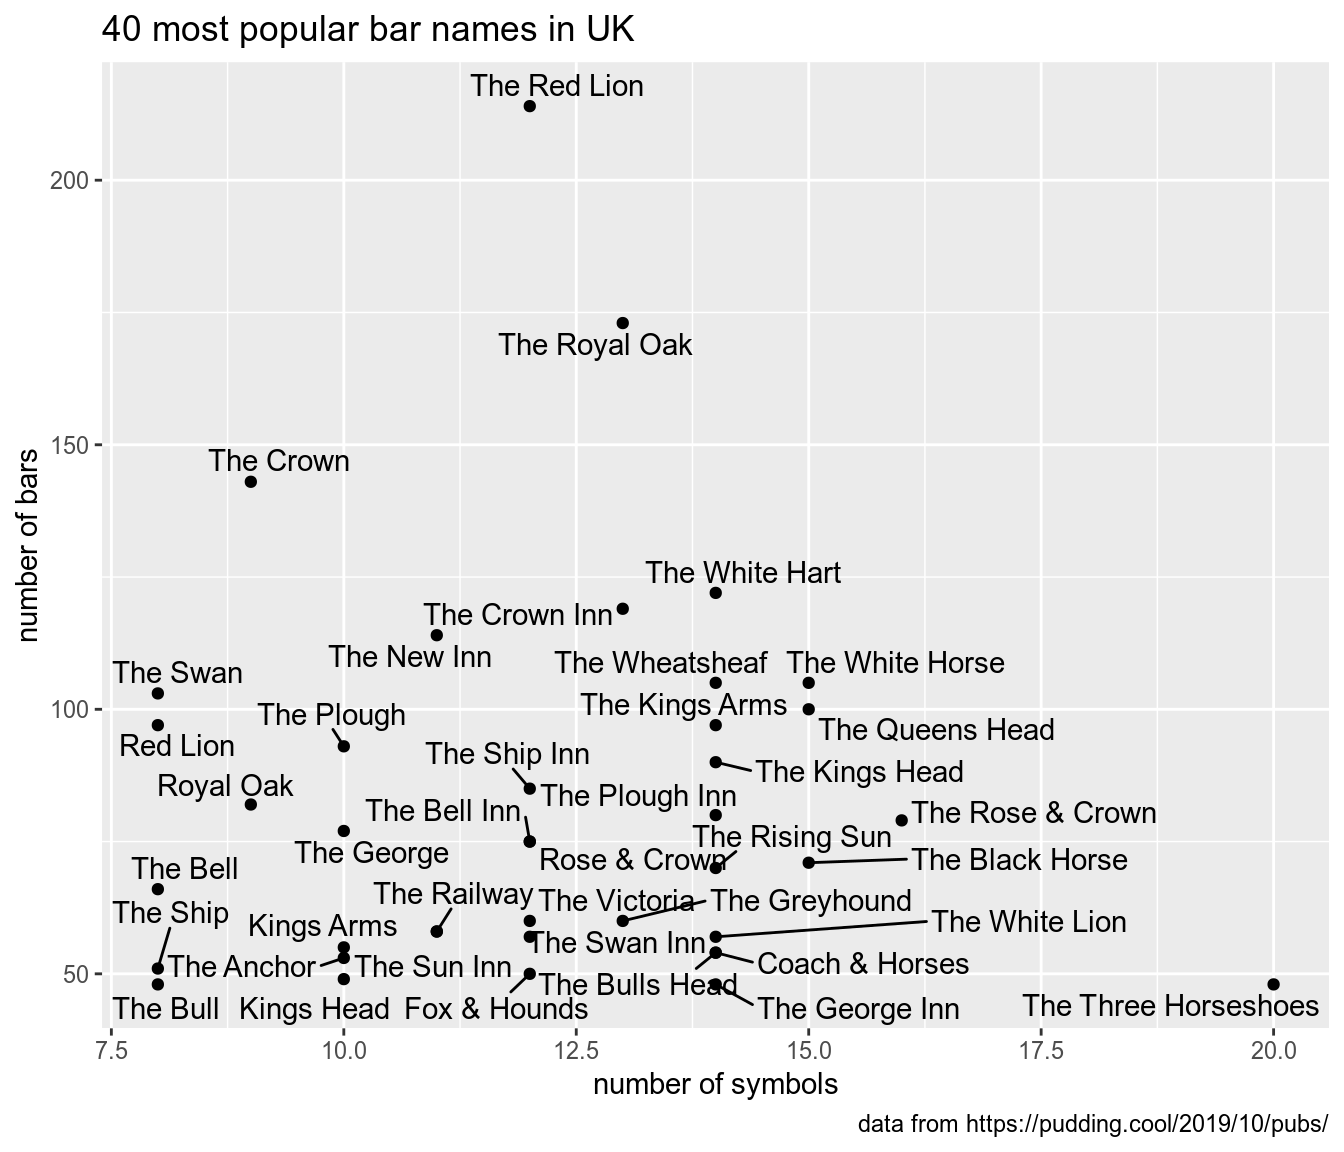 40 most popular bar names in UK
The Red Lion
200
The Royal Oak
150
The Crown
number of bars
The White Hart
The Crown Inn
The New Inn
The Wheatsheaf The White Horse
The Swan
The Kings Arms
100
The Plough
The Queens Head
Red Lion
The Ship Inn
The Kings Head
Royal Oak
The Plough Inn
The Bell Inn
The Rose & Crown
The Rising Sun
The George
Rose & Crown
The Black Horse
The Bell
The Railway
The Victoria The Greyhound
The Ship
The White Lion
Kings Arms
The Swan Inn
The Anchor The Sun Inn
Coach & Horses
50
The Bulls Head
The Three Horseshoes
The Bull Kings Head Fox & Hounds The George Inn
7.5 10.0 12.5 15.0 17.5 20.0
number of symbols
data from https://pudding.cool/2019/10/pubs/